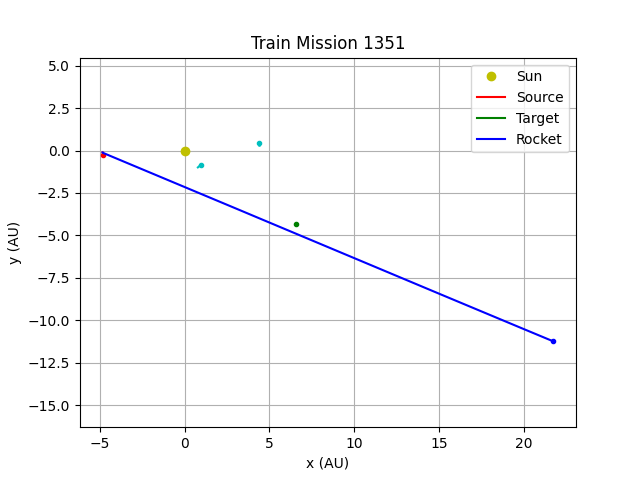 Train Mission 1351
5.0
2.5
0.0
−2.5
−5.0
−7.5
−10.0
−12.5
−15.0
y (AU)
−5
0
5
10
15
20
x (AU)
Sun
Source
Target
Rocket